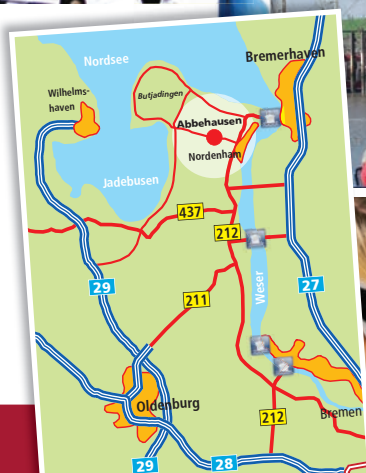 Nordsee
Bremerhaven
Wilhelms-
haven
Butjadingen
Abbehausen
Nordenham
Jadebusen
437
212
29
Weser
27
211
Oldenburg
212
Bremen
29
28